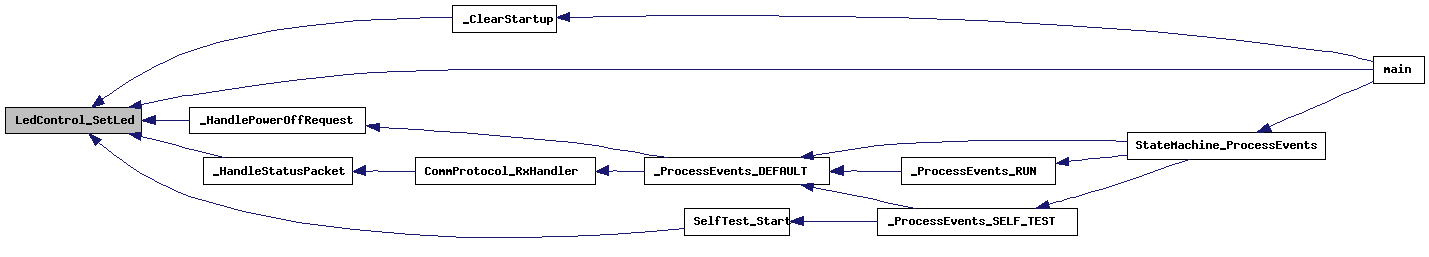 _ClearStartup
main
LedControl_SetLed
_HandlePowerOffRequest
StateMachine_ProcessEvents
_HandleStatusPacket
CommProtocol_RxHandler
_ProcessEvents_DEFAULT
_ProcessEvents_RUN
SelfTest_Start
_ProcessEvents_SELF_TEST